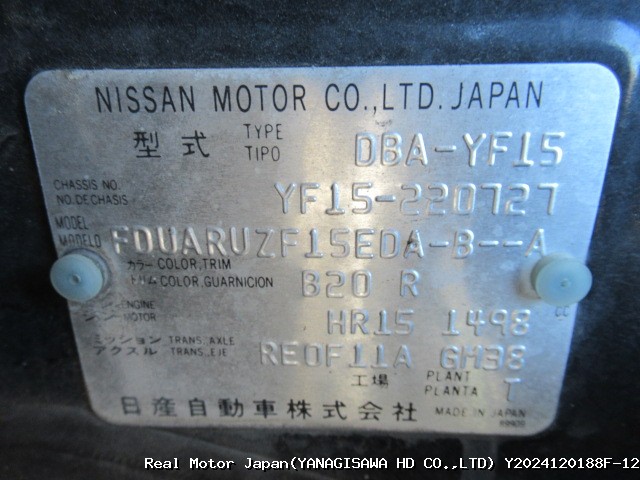 NISSAN MOTOR CO.,LTD. JAPAN
型式 TYPE TIPO DBA-YF15
CHASSIS NO. NO.DE CHASIS YF15-220727
MODEL MODELO FDUARUZF15EDA-B--A
カラー COLOR,TRIM
トリム COLOR,GUARNICION B20 R
ENGINE MOTOR HR15 1498 cc
ミッション TRANS.AXLE
アクスル TRANS.,EJE RE0F11A GM38
工場 PLANT PLANTA T
日産自動車株式会社 MADE IN JAPAN
Real Motor Japan(YANAGISAWA HD CO.,LTD) Y2024120188F-12